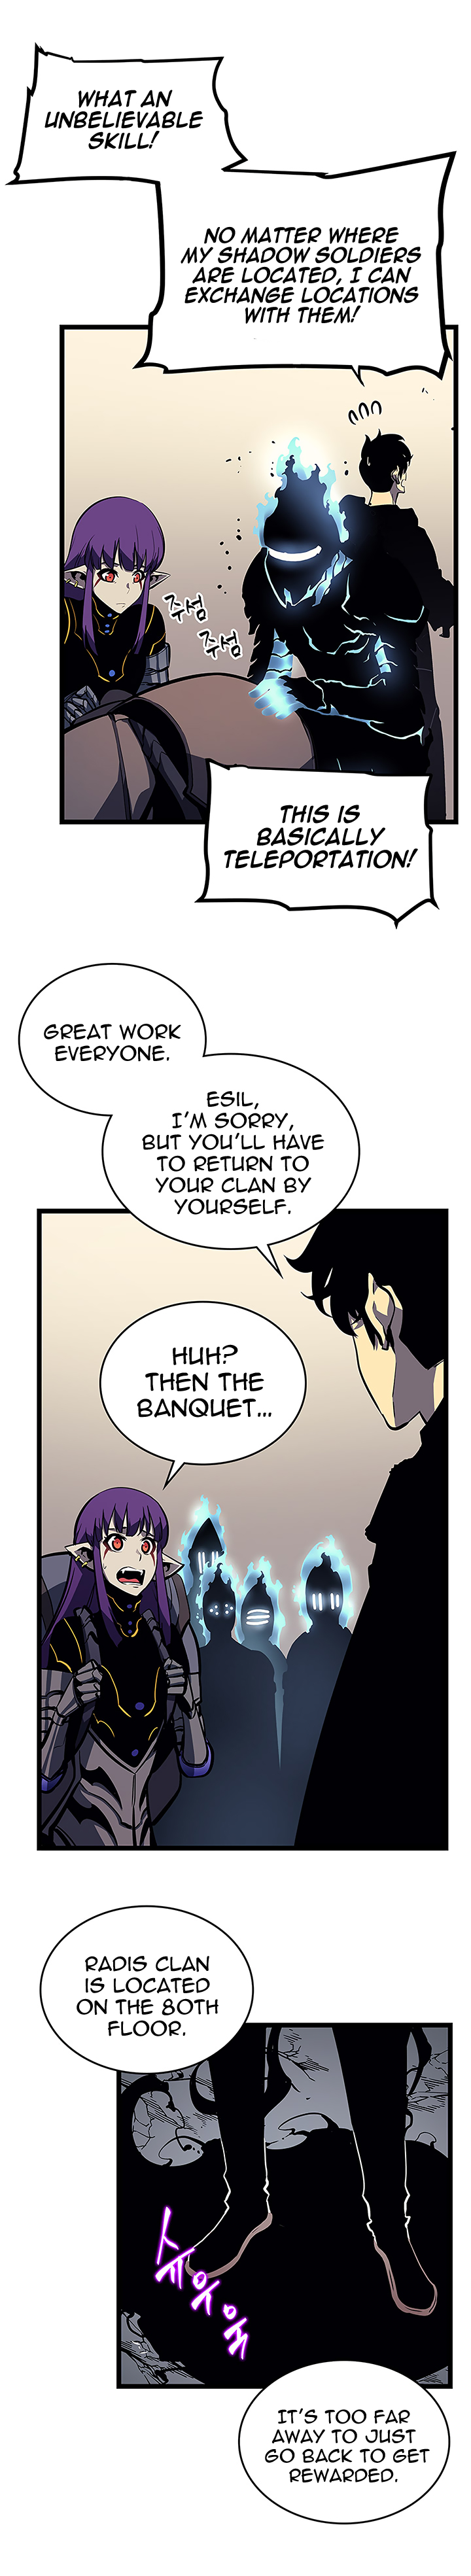 WHAT AN
UNBELIEVABLE
SKILL!
NO MATTER WHERE
MY SHADOW SOLDIERS
ARE LOCATED, I CAN
EXCHANGE LOCATIONS
WITH THEM!
주섬
주섬
THIS IS
BASICALLY
TELEPORTATION!
GREAT WORK
EVERYONE.
ESIL,
I'M SORRY,
BUT YOU'LL HAVE
TO RETURN TO
YOUR CLAN BY
YOURSELF.
HUH?
THEN THE
BANQUET...
RADIS CLAN
IS LOCATED
ON THE 80TH
FLOOR.
IT'S TOO FAR
AWAY TO JUST
GO BACK TO GET
REWARDED.